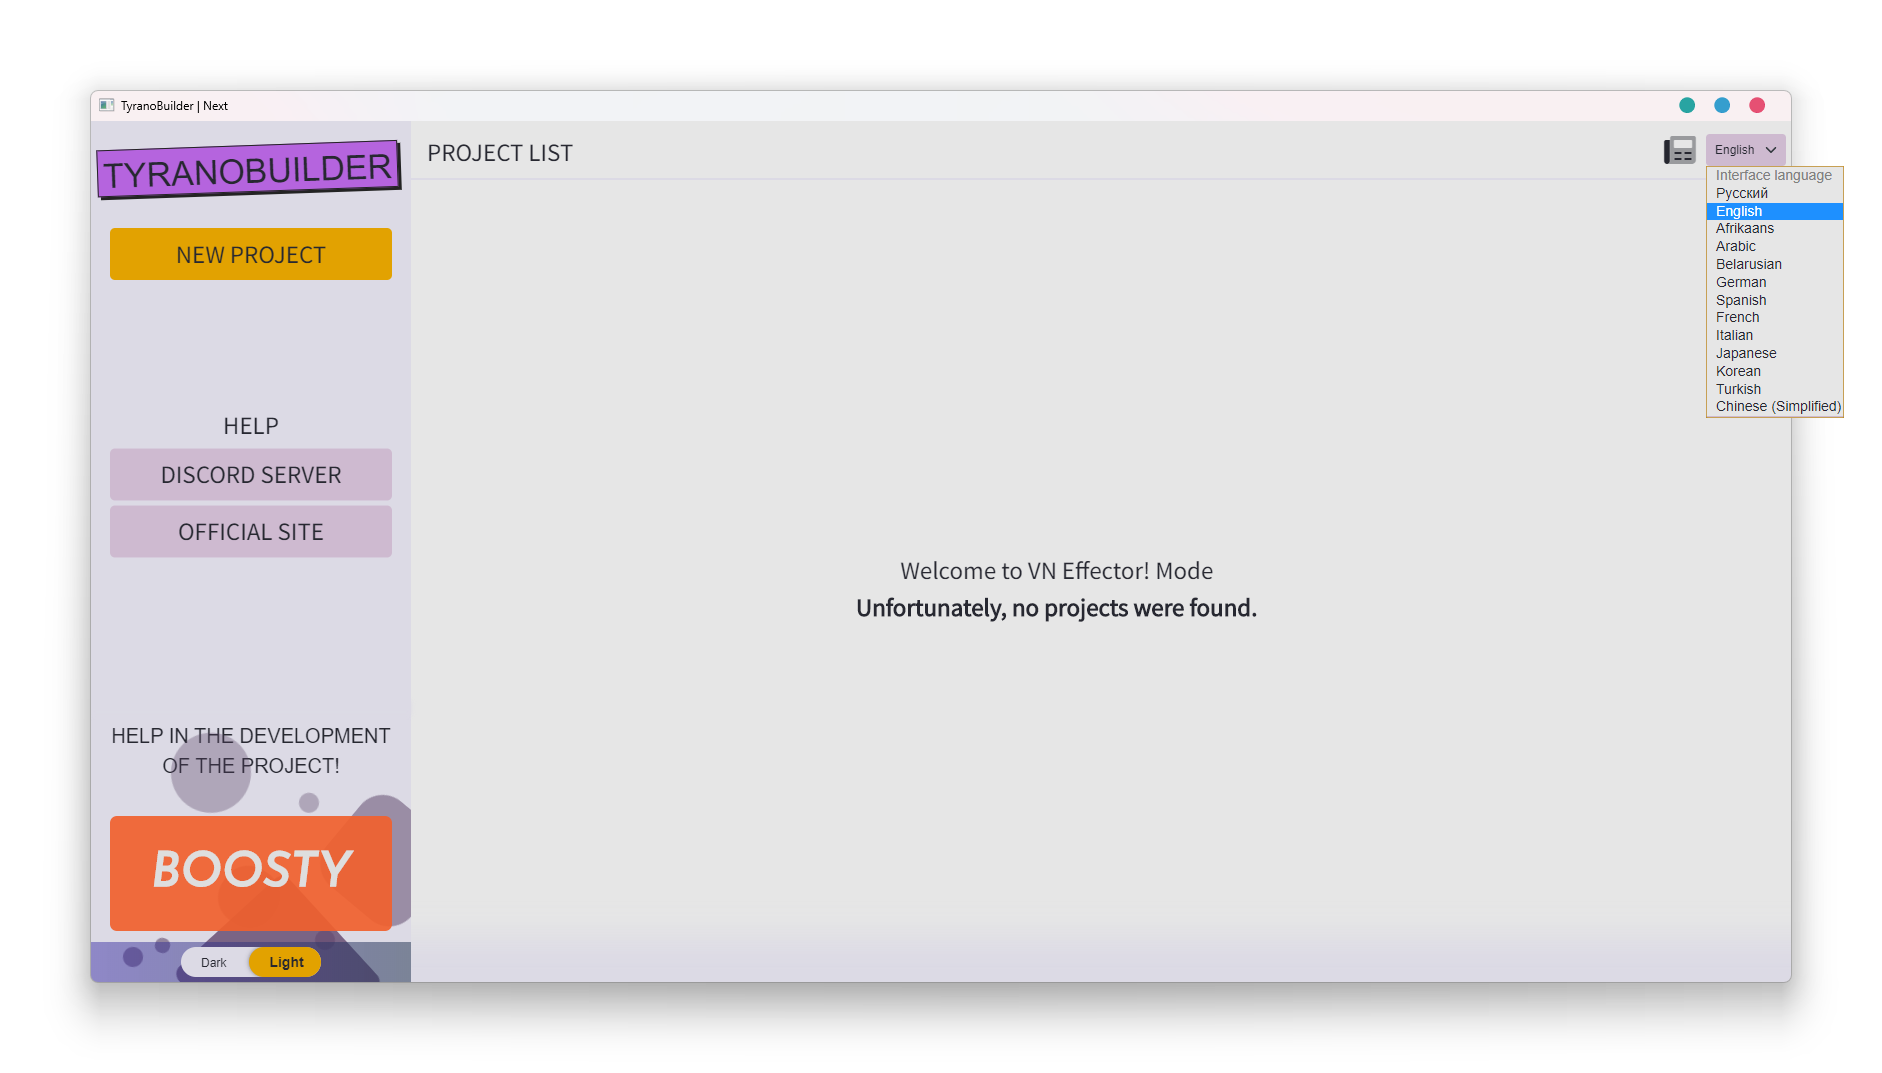 TyranoBuilder | Next
TYRANOBUILDER
NEW PROJECT
HELP
DISCORD SERVER
OFFICIAL SITE
HELP IN THE DEVELOPMENT
OF THE PROJECT!
BOOSTY
Dark
Light
PROJECT LIST
English
Interface language
Русский
English
Afrikaans
Arabic
Belarusian
German
Spanish
French
Italian
Japanese
Korean
Turkish
Chinese (Simplified)
Welcome to VN Effector! Mode
Unfortunately, no projects were found.